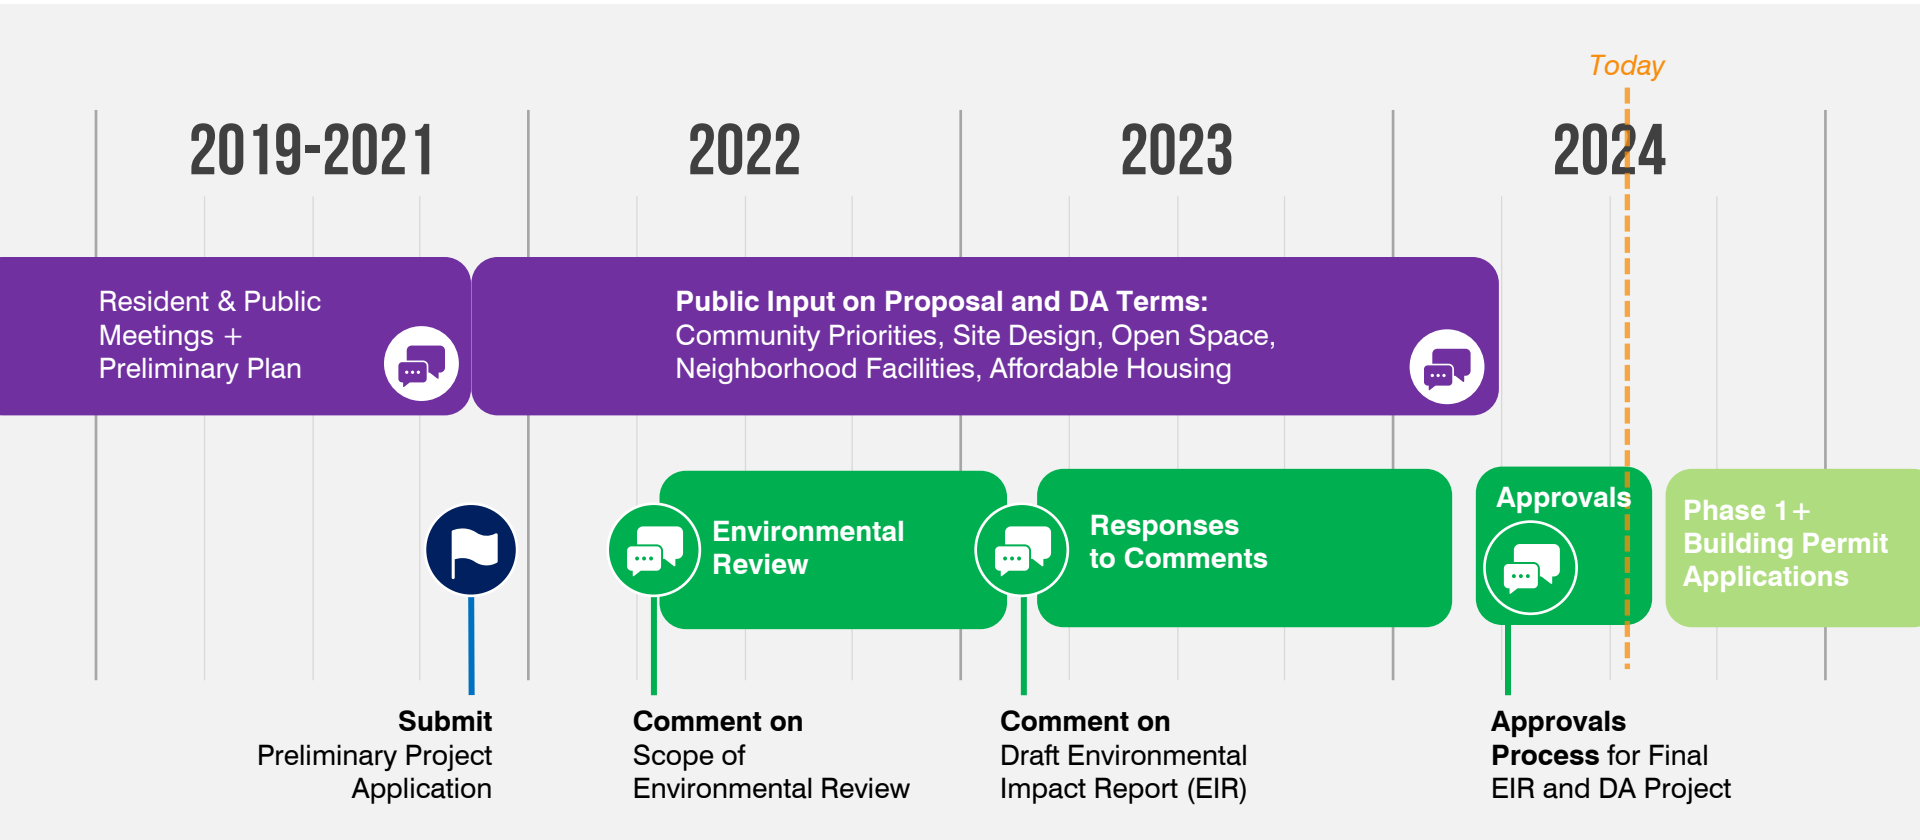 Today
2019-2021
2022
2023
2024
Resident & Public
Meetings +
Preliminary Plan
Public Input on Proposal and DA Terms:
Community Priorities, Site Design, Open Space,
Neighborhood Facilities, Affordable Housing
Environmental
Review
Responses
to Comments
Approvals
Phase 1+
Building Permit
Applications
Submit
Preliminary Project
Application
Comment on
Scope of
Environmental Review
Comment on
Draft Environmental
Impact Report (EIR)
Approvals
Process for Final
EIR and DA Project